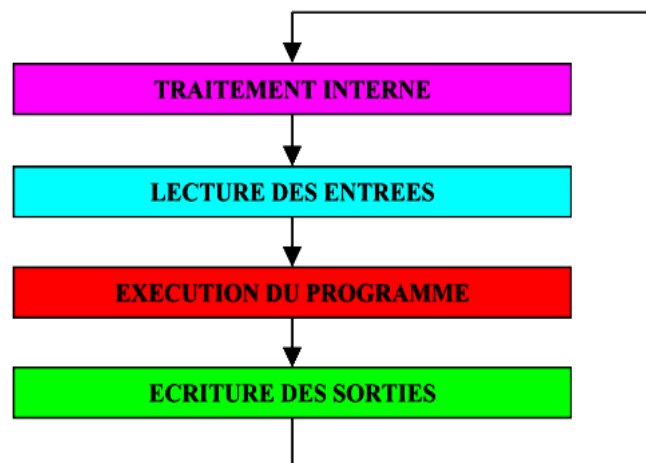 TRAITEMENT INTERNE
LECTURE DES ENTREES
EXECUTION DU PROGRAMME
ECRITURE DES SORTIES